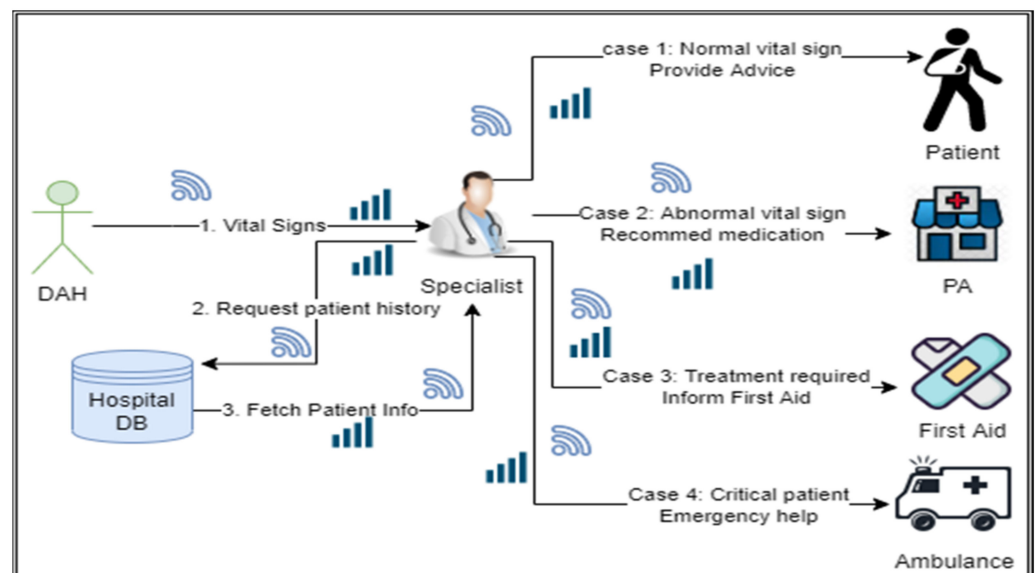 case 1: Normal vital sign
Provide Advice
Patient
1. Vital Signs
Case 2: Abnormal vital sign
Recommed medication
DAH
Specialist
PA
2. Request patient history
Hospital
DB
3. Fetch Patient Info
Case 3: Treatment required
Inform First Aid
First Aid
Case 4: Critical patient
Emergency help
Ambulance